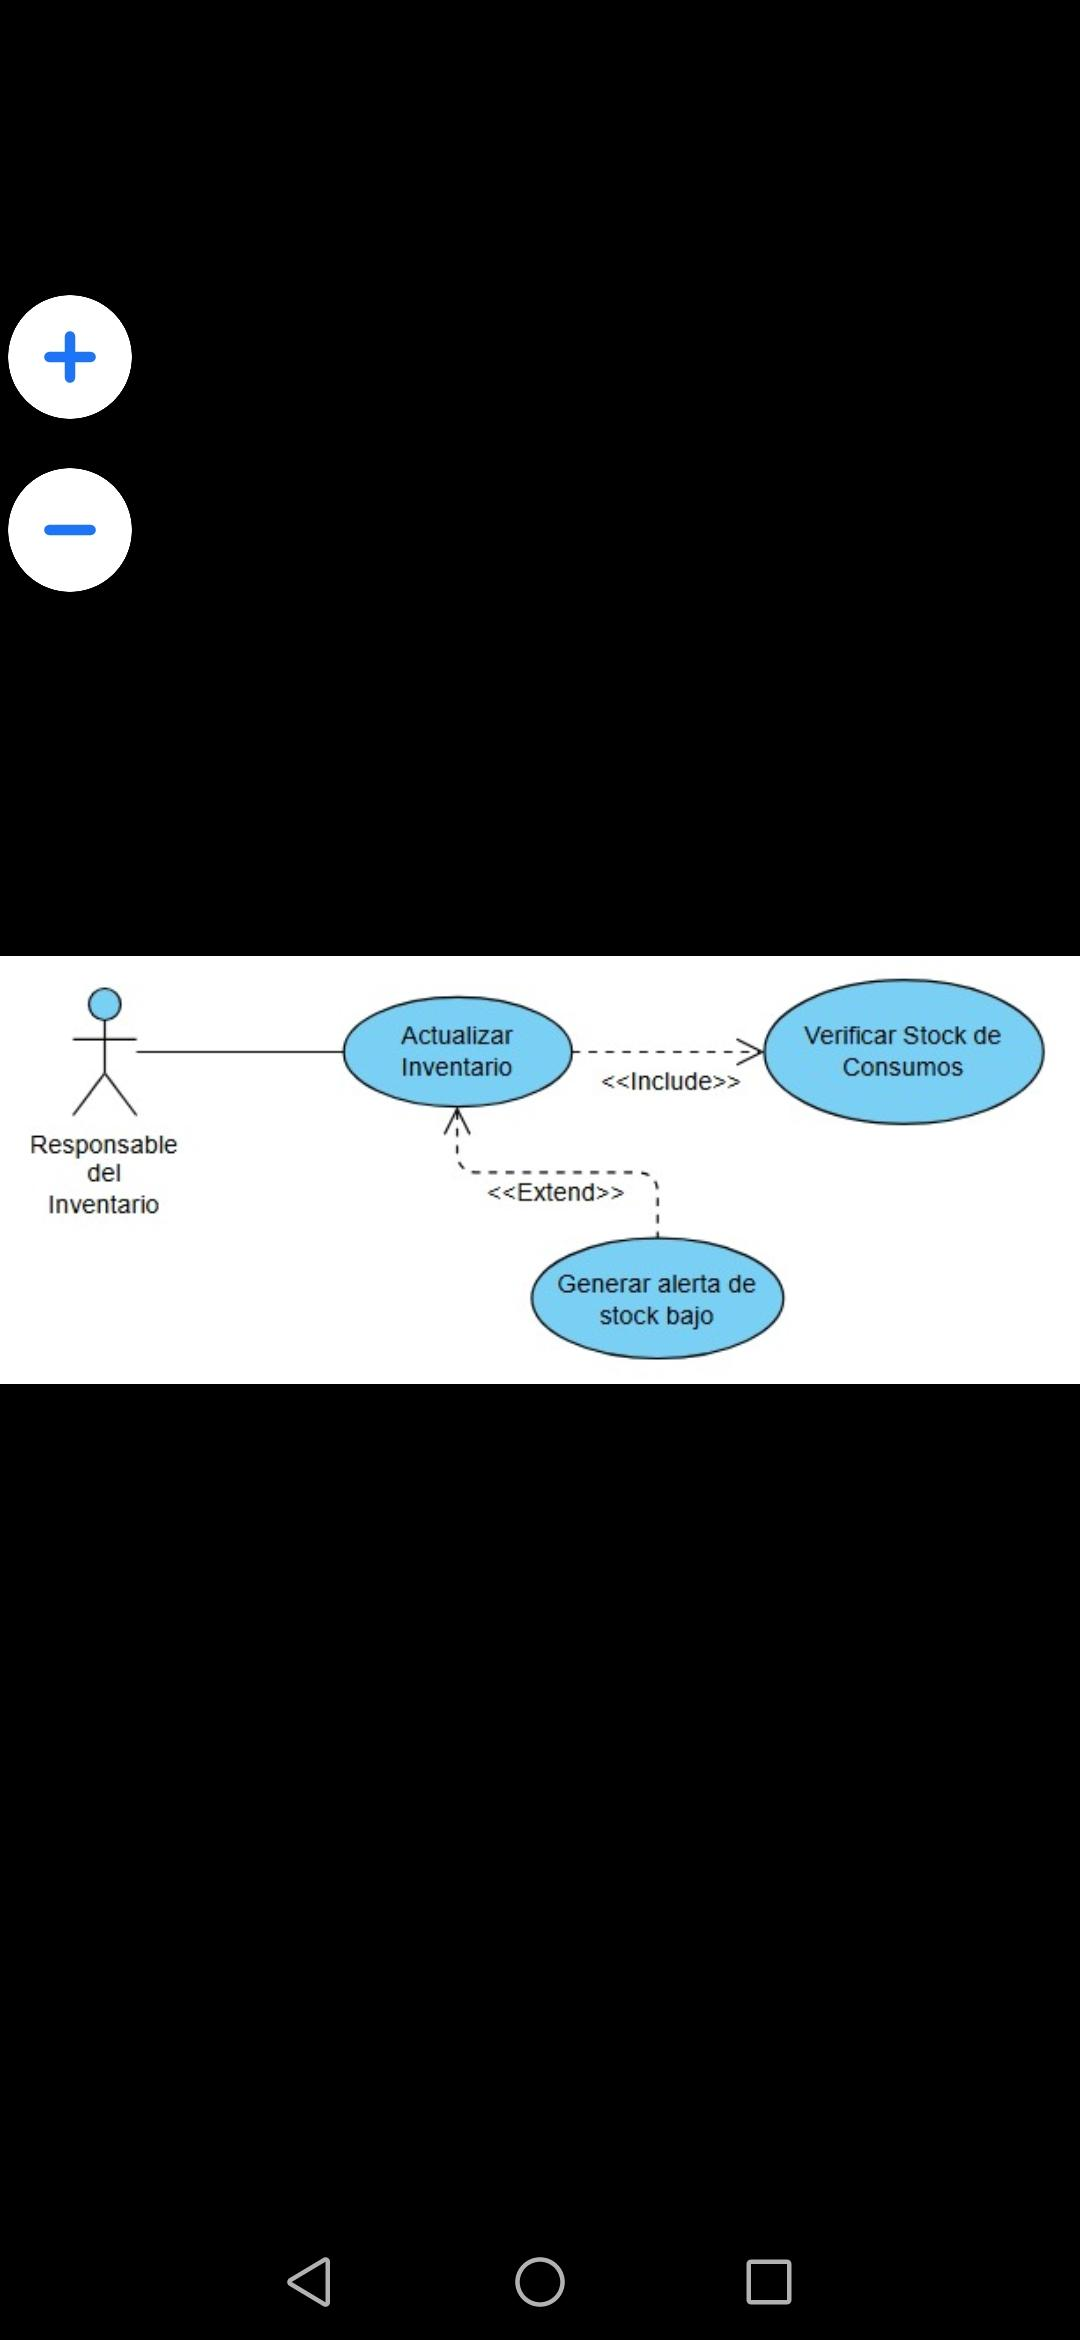 Actualizar
Inventario
Verificar Stock de
Consumos
<<Include>>
Responsable
del
Inventario
<<Extend>>
Generar alerta de
stock bajo